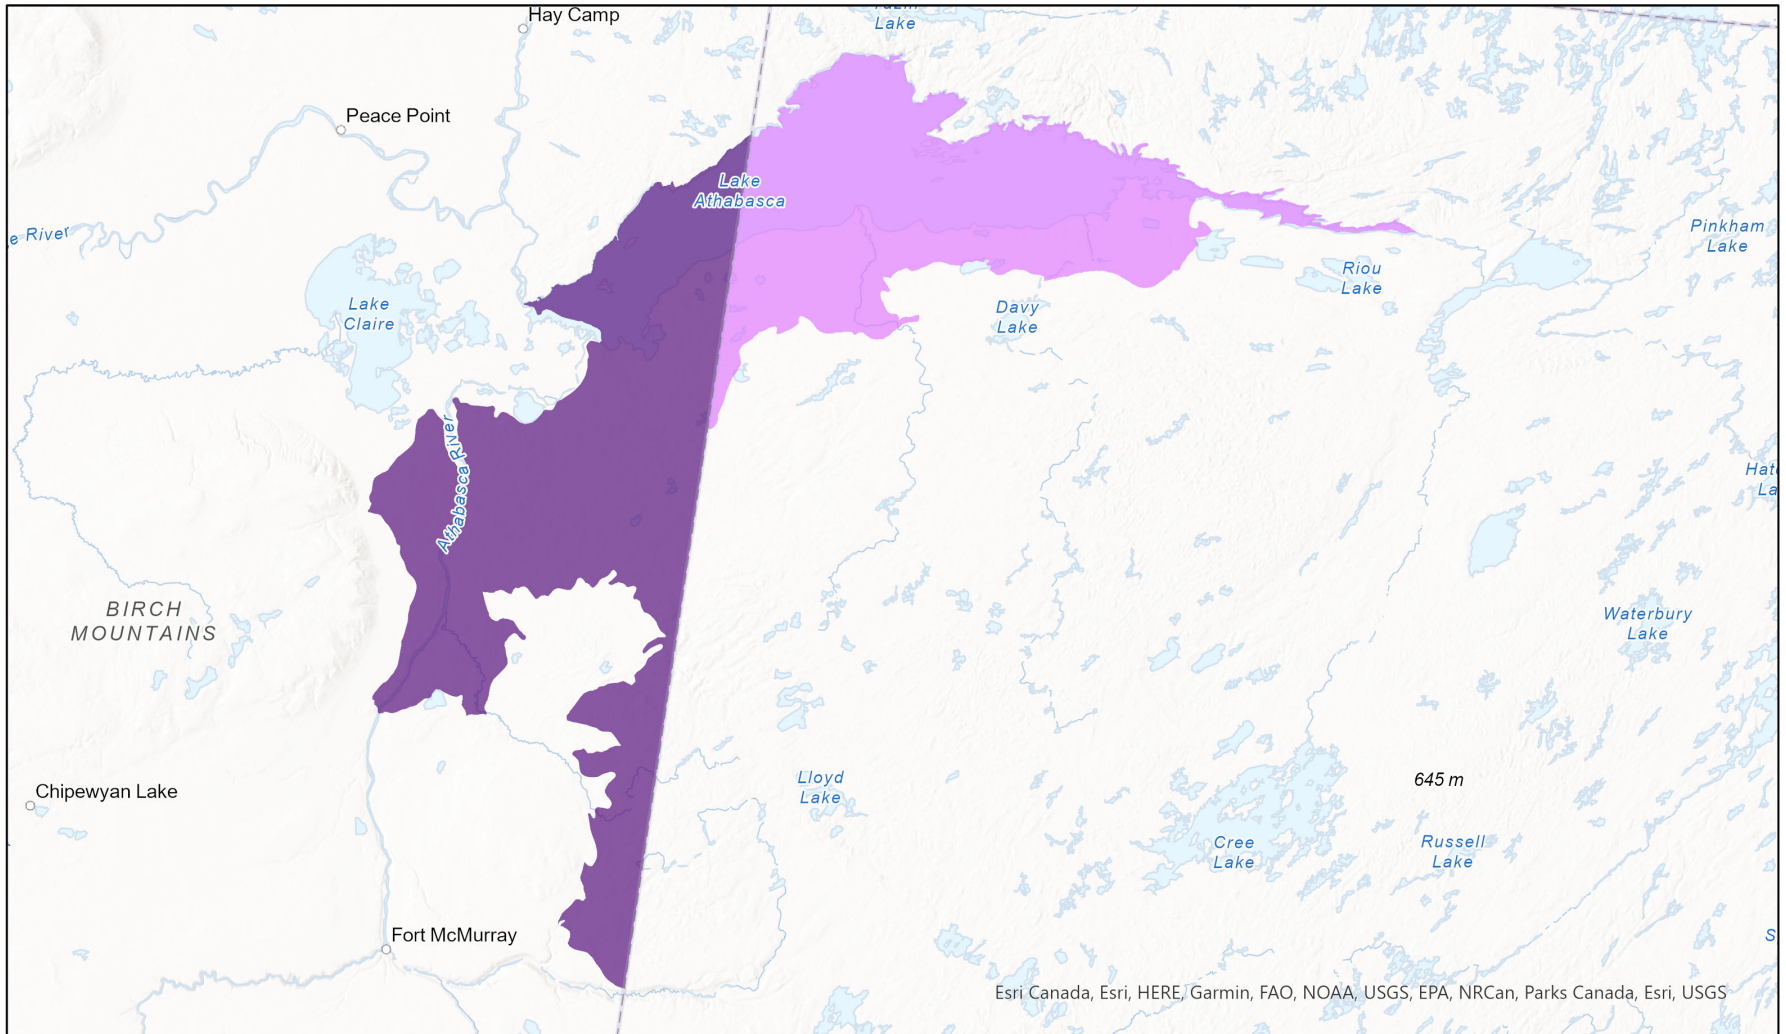 Hay Camp
Lake
Peace Point
Lake
Athabasca
River
Pinkham
Lake
Riou
Lake
Lake
Claire
Davy
Lake
Athabasca River
BIRCH
MOUNTAINS
Waterbury
Lake
Chipewyan Lake
Lloyd
Lake
645 m
Cree
Lake
Russell
Lake
Fort McMurray
Esri Canada, Esri, HERE, Garmin, FAO, NOAA, USGS, EPA, NRCan, Parks Canada, Esri, USGS